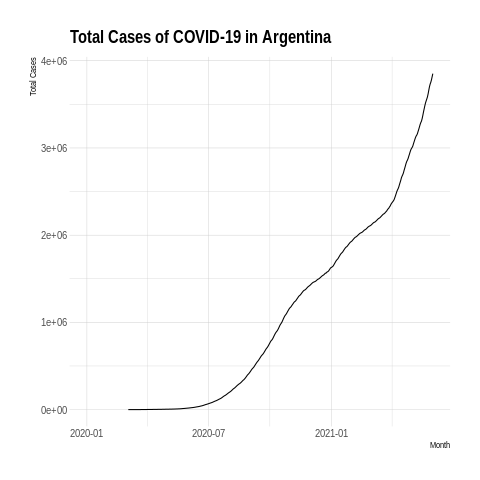 Total Cases of COVID-19 in Argentina
Total Cases
4e+06
3e+06
2e+06
1e+06
0e+00
2020-01 2020-07 2021-01
Month